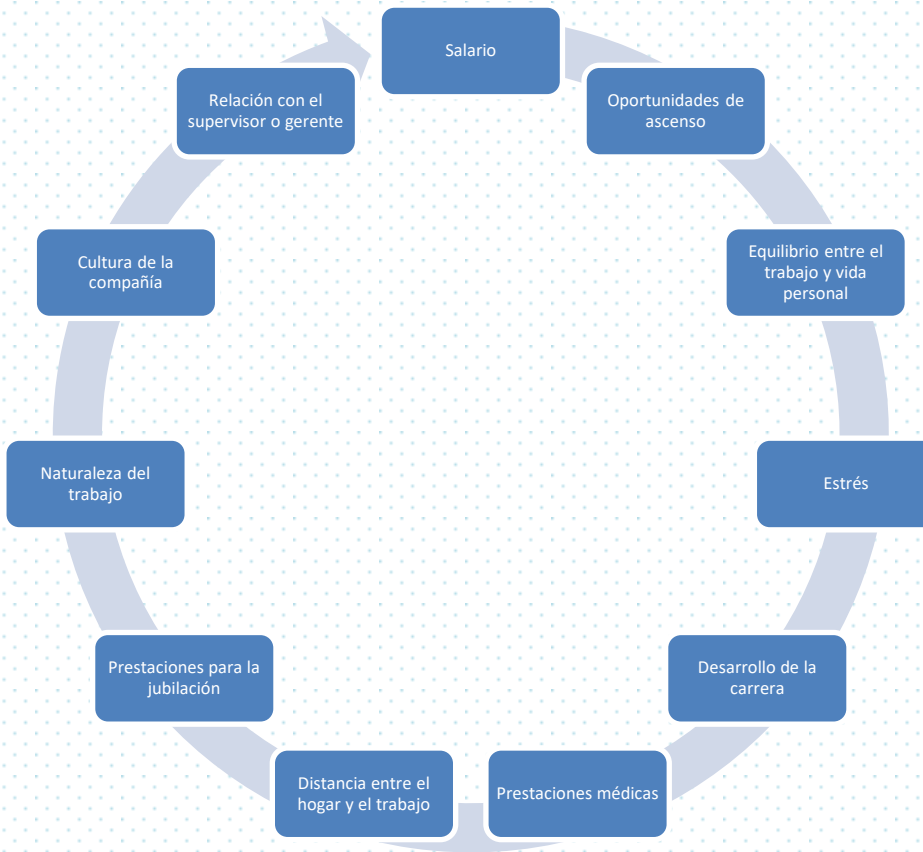 Salario
Oportunidades de
ascenso
Equilibrio entre el
trabajo y vida
personal
Estrés
Desarrollo de la
carrera
Prestaciones médicas
Distancia entre el
hogar y el trabajo
Prestaciones para la
jubilación
Naturaleza del
trabajo
Cultura de la
compañía
Relación con el
supervisor o gerente